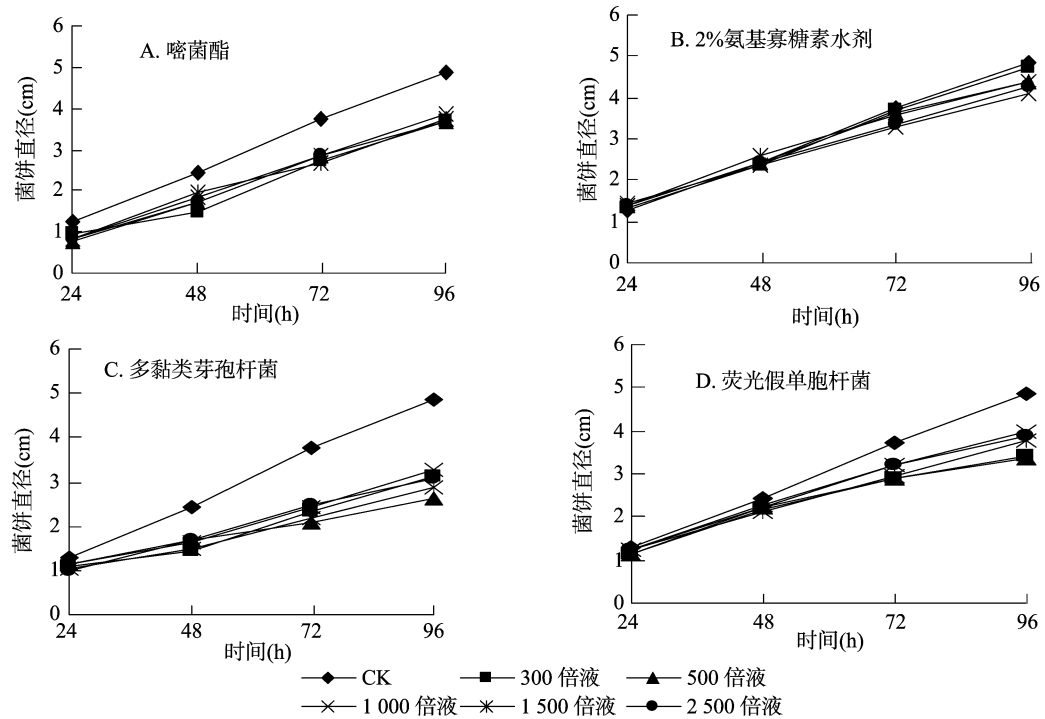 A. 嘧菌酯
菌饼直径(cm)
6
5
4
3
2
1
0
24 48 72 96
时间(h)
B. 2%氨基寡糖素水剂
菌饼直径(cm)
6
5
4
3
2
1
0
24 48 72 96
时间(h)
C. 多黏类芽孢杆菌
菌饼直径(cm)
6
5
4
3
2
1
0
24 48 72 96
时间(h)
D. 荧光假单胞杆菌
菌饼直径(cm)
6
5
4
3
2
1
0
24 48 72 96
时间(h)
CK 300 倍液 500 倍液
1 000 倍液 1 500 倍液 2 500 倍液